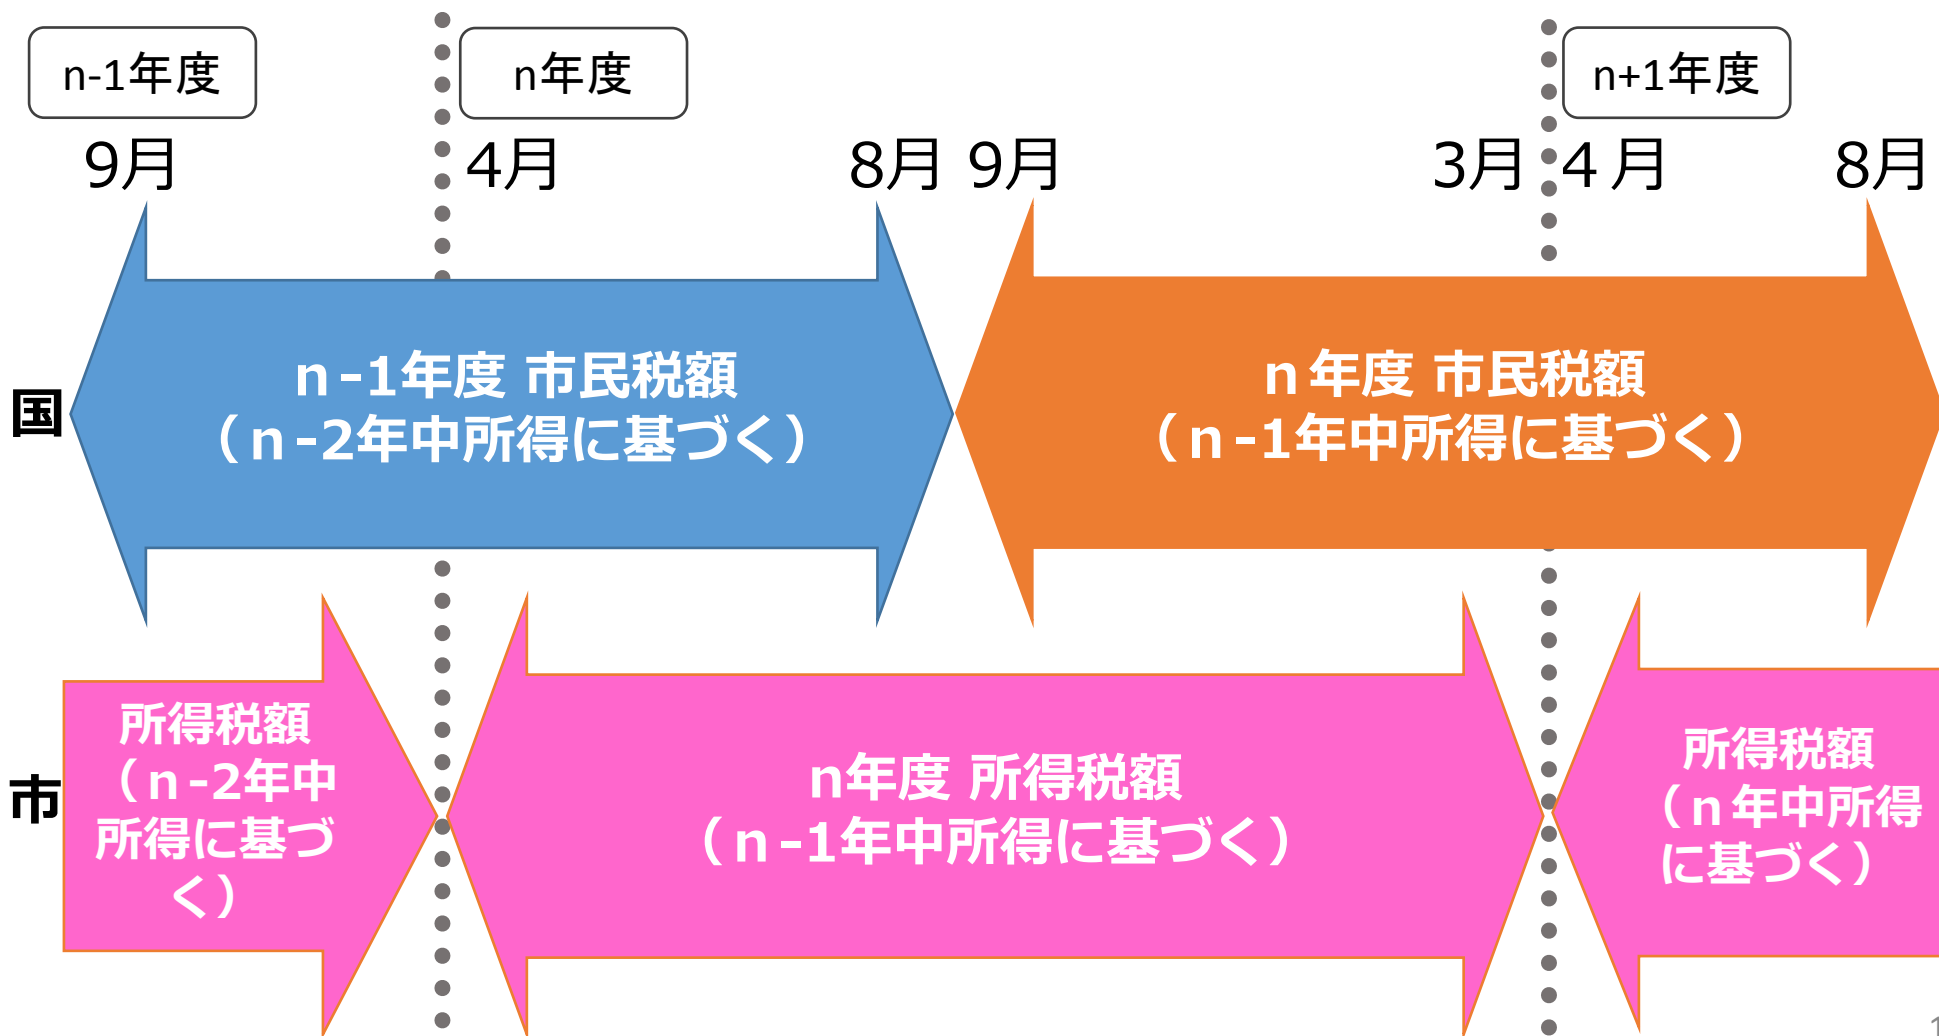 n-1年度
n年度
n+1年度
9月
4月
8月
9月
3月
4月
8月
国
n-1年度 市民税額
（n-2年中所得に基づく）
n年度 市民税額
（n-1年中所得に基づく）
市
所得税額
（n-2年中
所得に基づ
く）
n年度 所得税額
（n-1年中所得に基づく）
所得税額
（n年中所得
に基づく）
1